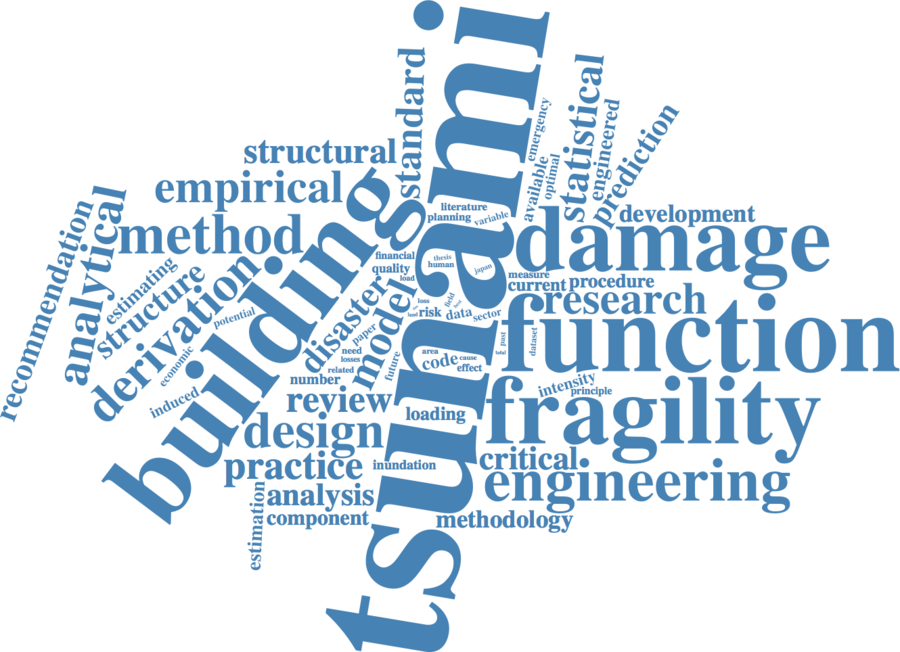 tsunami
standard
statistical
emergency
engineered
prediction
available
optimal
structural
empirical
literature
planning
variable
development
damage
building
recommendation
analytical
method
financial
thesis
human
japan
quality
load
measure
current
procedure
estimating
structure
derivation
potential
disaster
model
loss
field
research
risk
data
sector
function
paper
past
dataset
economic
need
losses
related
future
area
code
cause
effect
total
number
intensity
principle
induced
review
loading
fragility
design
practice
inundation
critical
engineering
analysis
component
methodology
estimation